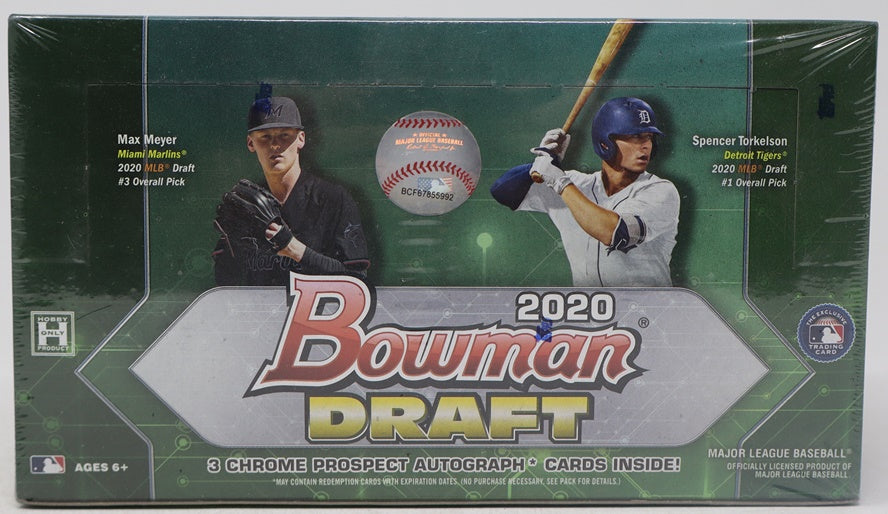 Max Meyer
Miami Marlins®
2020 MLB® Draft
#3 Overall Pick
M
Marlins
OFFICIAL
MAJOR LEAGUE BASEBALL
BCF87855992
D
Spencer Torkelson
Detroit Tigers®
2020 MLB® Draft
#1 Overall Pick
HOBBY
H
ONLY
PRODUCT
2020
Bowman®
DRAFT
THE EXCLUSIVE
TRADING
CARD
3 CHROME PROSPECT AUTOGRAPH* CARDS INSIDE!
*MAY CONTAIN REDEMPTION CARDS WITH EXPIRATION DATES. (NO PURCHASE NECESSARY, SEE PACK FOR DETAILS.)
AGES 6+
MAJOR LEAGUE BASEBALL®
OFFICIALLY LICENSED PRODUCT OF
MAJOR LEAGUE BASEBALL.